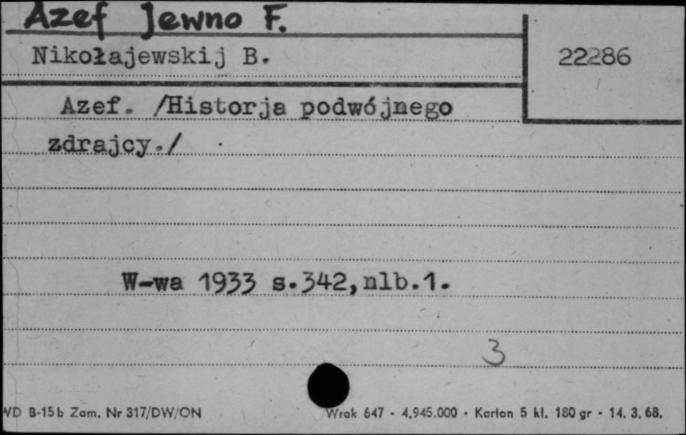 Azef Jewno F.
Nikołajewskij B.
22286
Azef. /Historja podwójnego
zdrajcy./
W-wa 1933 s.342,nlb.1.
3
WD B-15b Zam. Nr 317/DW/ON Wrak 647 - 4,945.000 - Karton 5 kl. 180 gr - 14. 3. 68.